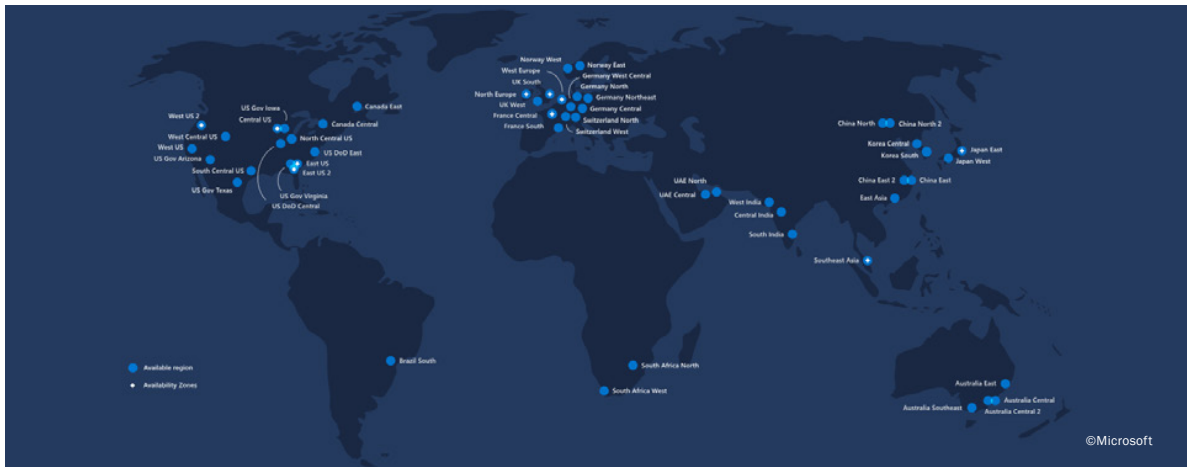 Norway West
Norway East
West Europe
Germany West Central
UK South
Germany North
North Europe
Germany Northeast
UK West
Germany Central
France Central
Switzerland North
France South
Switzerland West
Canada East
US Gov Iowa
West US 2
Central US
Canada Central
West Central US
North Central US
West US
US DoD East
US Gov Arizona
East US
South Central US
East US 2
US Gov Texas
US Gov Virginia
US DoD Central
China North
China North 2
Korea Central
Japan East
Korea South
Japan West
UAE North
China East 2
China East
UAE Central
East Asia
West India
Central India
South India
Southeast Asia
Brazil South
South Africa North
Available region
Availability Zones
South Africa West
Australia East
Australia Central
Australia Southeast
Australia Central 2
©Microsoft